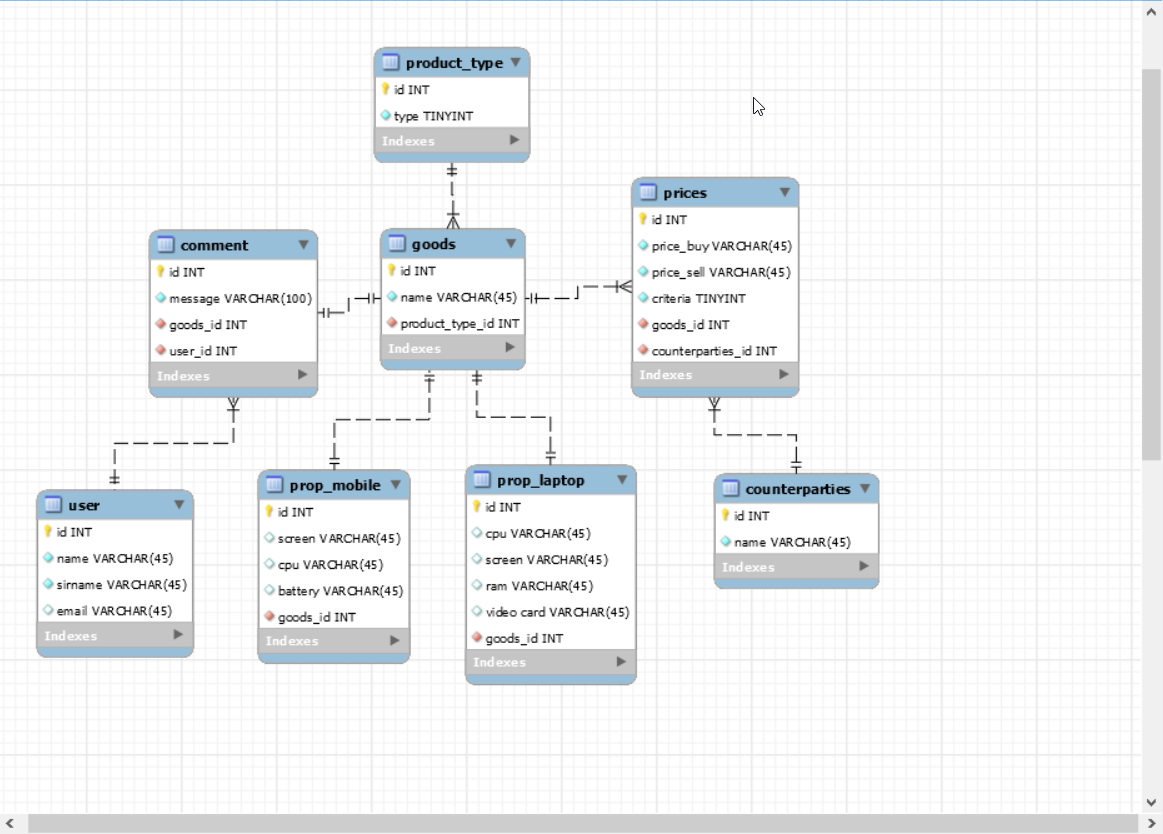 product_type
id INT
type TINYINT
Indexes
prices
id INT
price_buy VARCHAR(45)
price_sell VARCHAR(45)
criteria TINYINT
goods_id INT
counterparties_id INT
Indexes
comment
id INT
message VARCHAR(100)
goods_id INT
user_id INT
Indexes
goods
id INT
name VARCHAR(45)
product_type_id INT
Indexes
user
id INT
name VARCHAR(45)
sirname VARCHAR(45)
email VARCHAR(45)
Indexes
prop_mobile
id INT
screen VARCHAR(45)
cpu VARCHAR(45)
battery VARCHAR(45)
goods_id INT
Indexes
prop_laptop
id INT
cpu VARCHAR(45)
screen VARCHAR(45)
ram VARCHAR(45)
video card VARCHAR(45)
goods_id INT
Indexes
counterparties
id INT
name VARCHAR(45)
Indexes